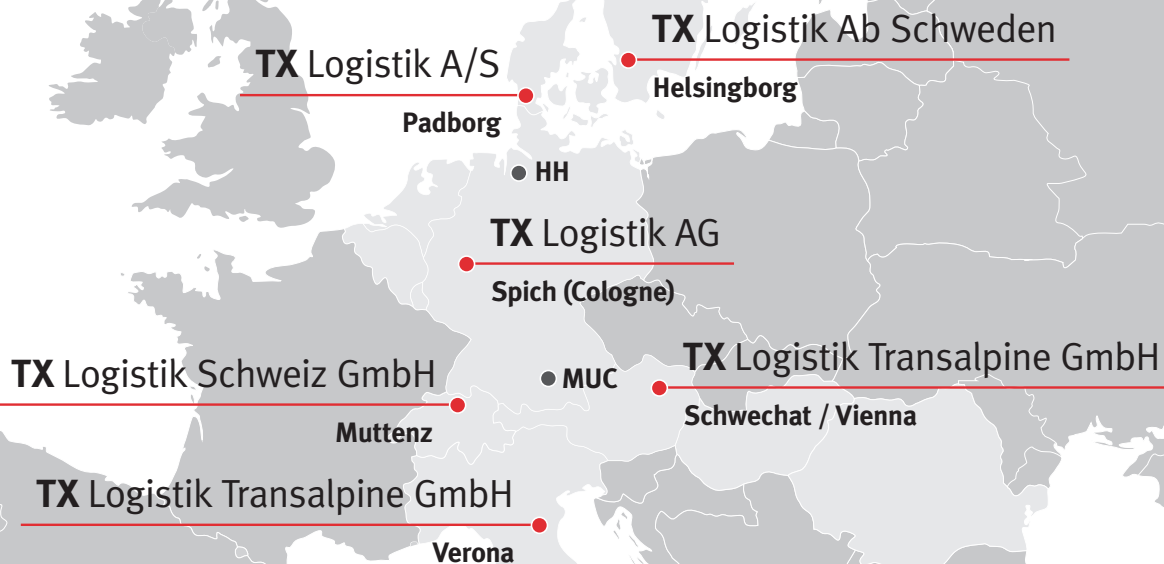 TX Logistik Ab Schweden
Helsingborg
TX Logistik A/S
Padborg
HH
TX Logistik AG
Spich (Cologne)
TX Logistik Transalpine GmbH
Schwechat / Vienna
TX Logistik Schweiz GmbH
Muttenz
MUC
TX Logistik Transalpine GmbH
Verona